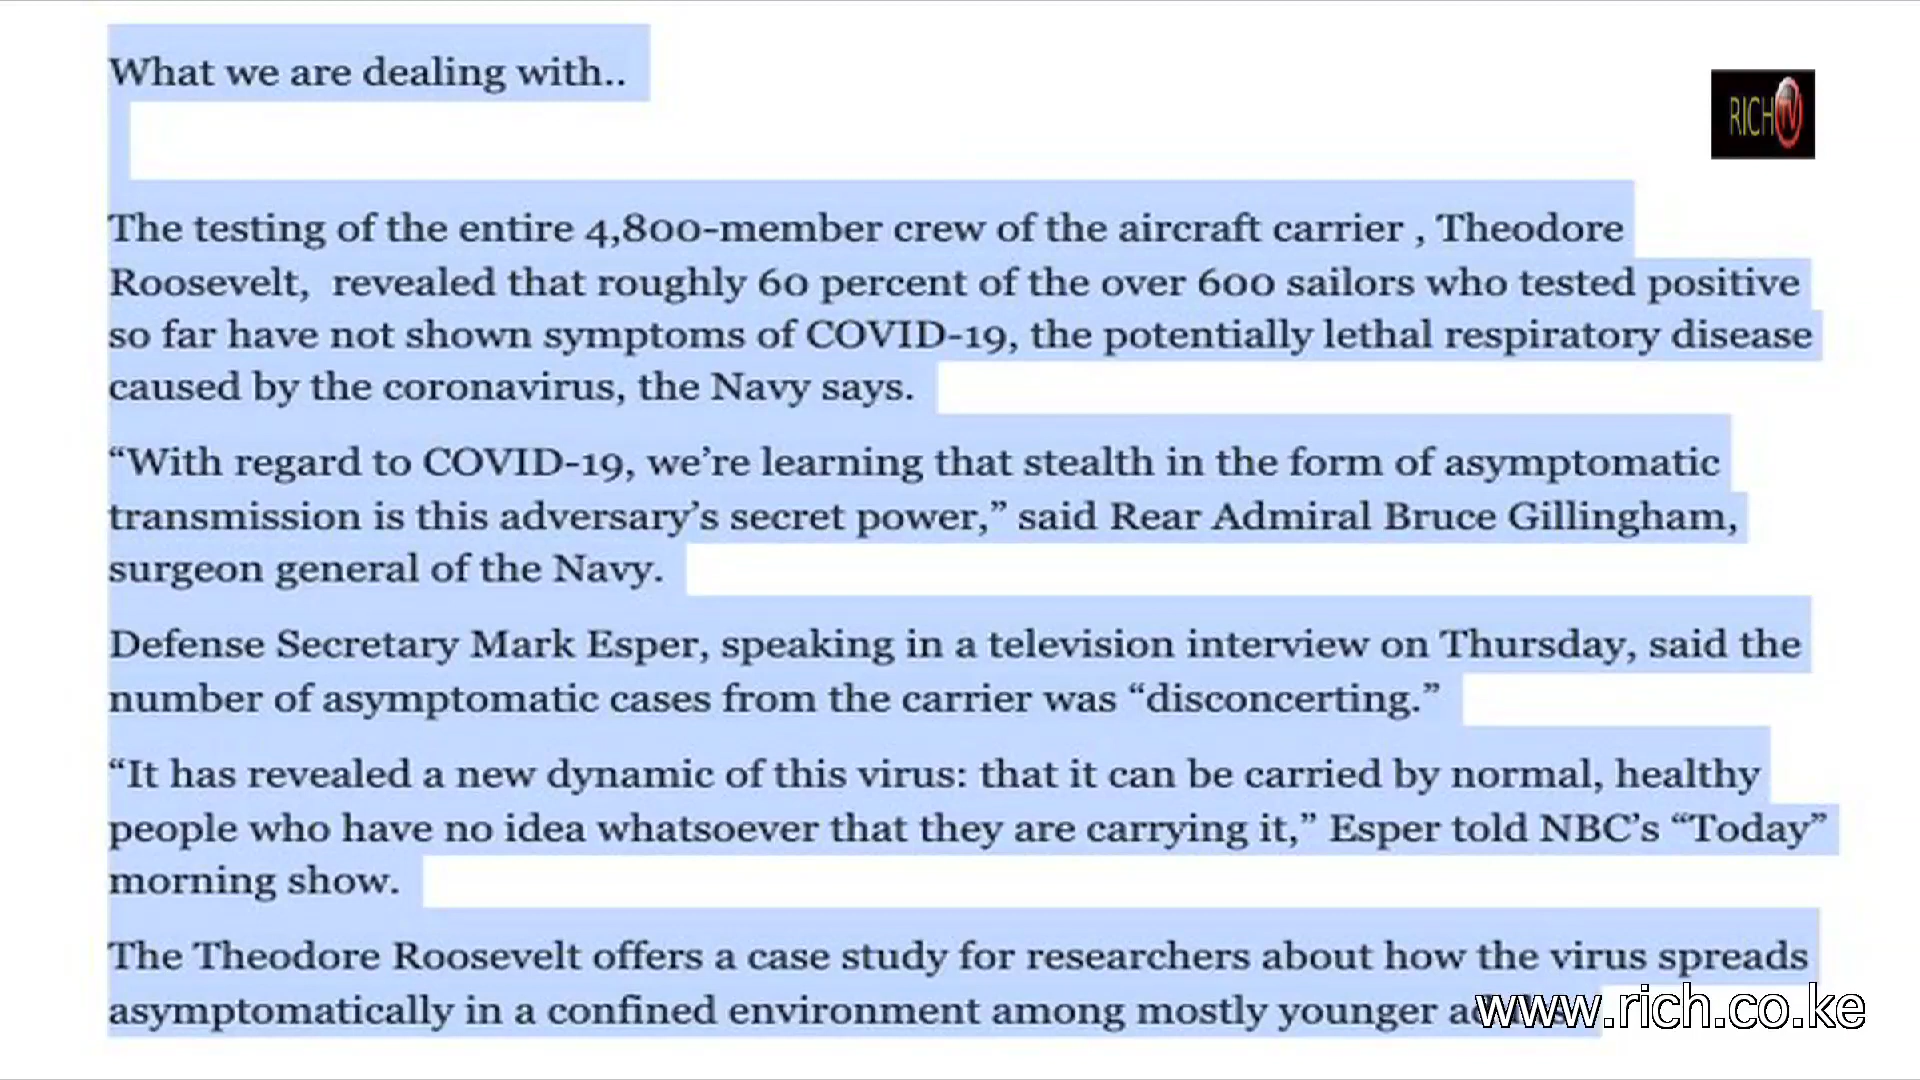 What we are dealing with..
RICH TV
The testing of the entire 4,800-member crew of the aircraft carrier , Theodore
Roosevelt,  revealed that roughly 60 percent of the over 600 sailors who tested positive
so far have not shown symptoms of COVID-19, the potentially lethal respiratory disease
caused by the coronavirus, the Navy says.
“With regard to COVID-19, we’re learning that stealth in the form of asymptomatic
transmission is this adversary’s secret power,” said Rear Admiral Bruce Gillingham,
surgeon general of the Navy.
Defense Secretary Mark Esper, speaking in a television interview on Thursday, said the
number of asymptomatic cases from the carrier was “disconcerting.”
“It has revealed a new dynamic of this virus: that it can be carried by normal, healthy
people who have no idea whatsoever that they are carrying it,” Esper told NBC’s “Today”
morning show.
The Theodore Roosevelt offers a case study for researchers about how the virus spreads
asymptomatically in a confined environment among mostly younger
www.rich.co.ke